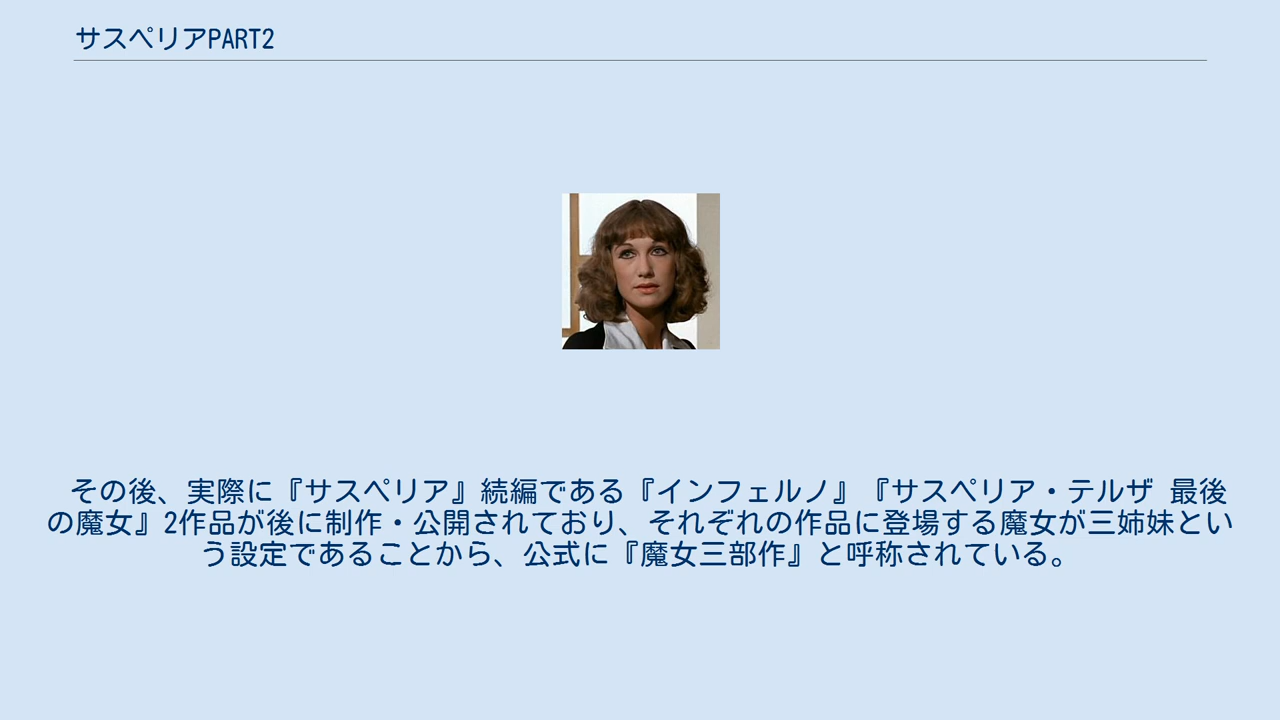 サスペリアPART2
その後、実際に『サスペリア』続編である『インフェルノ』『サスペリア・テルザ 最後
の魔女』2作品が後に制作・公開されており、それぞれの作品に登場する魔女が三姉妹とい
う設定であることから、公式に『魔女三部作』と呼称されている。